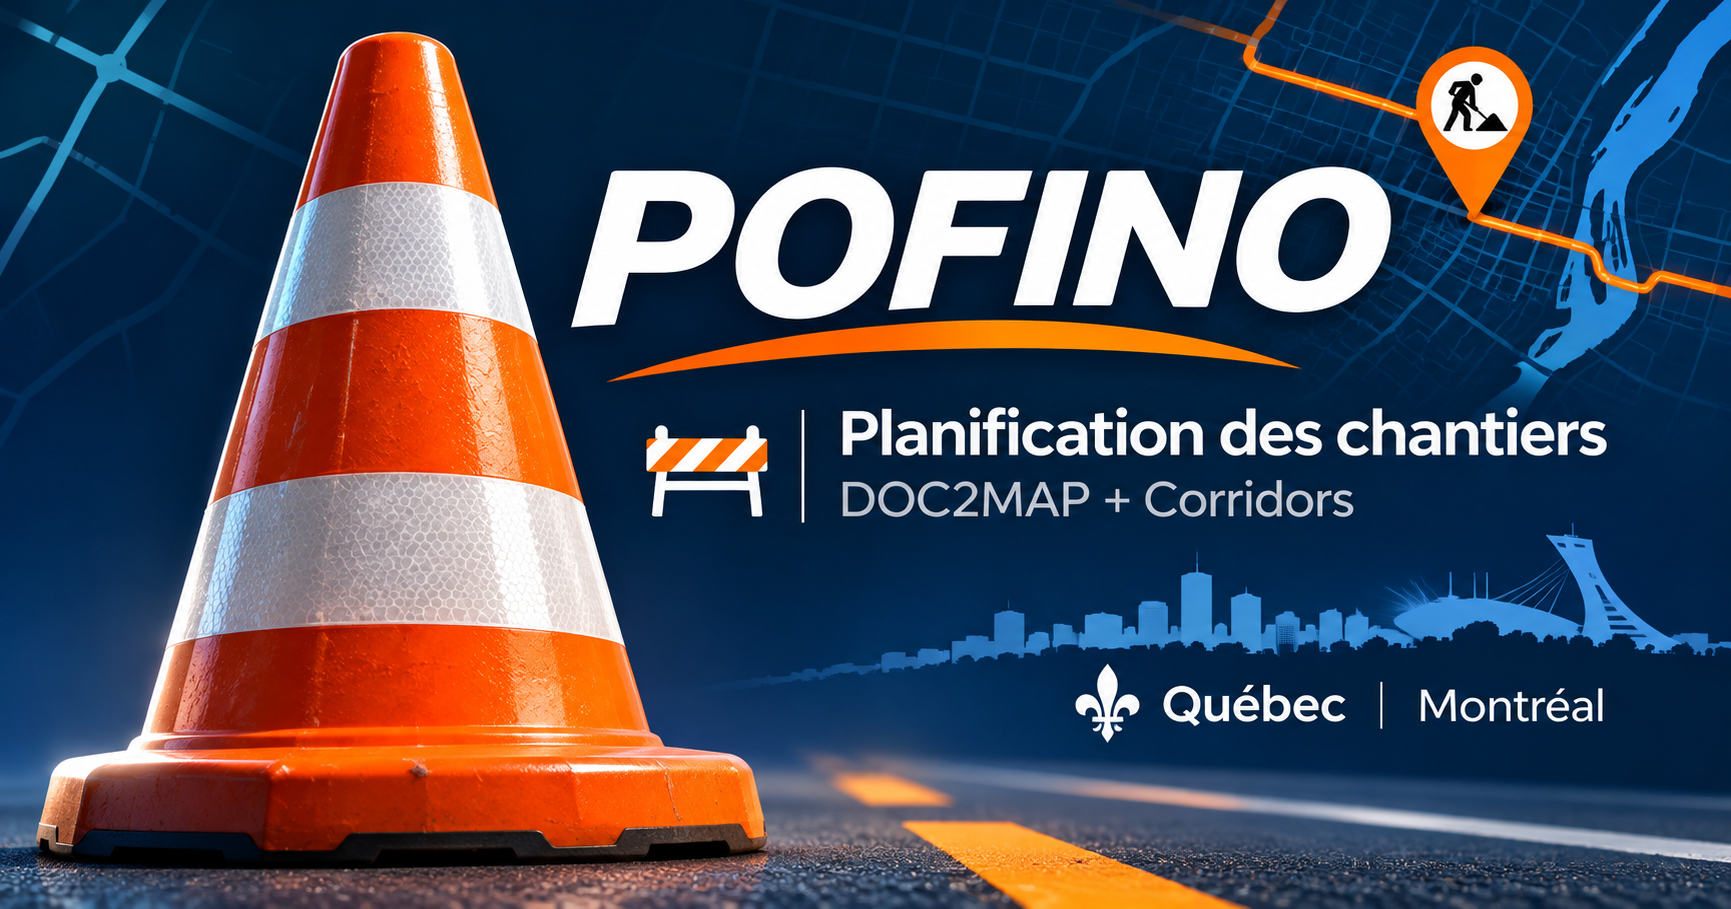 POFINO
Planification des chantiers
DOC2MAP + Corridors
Québec | Montréal